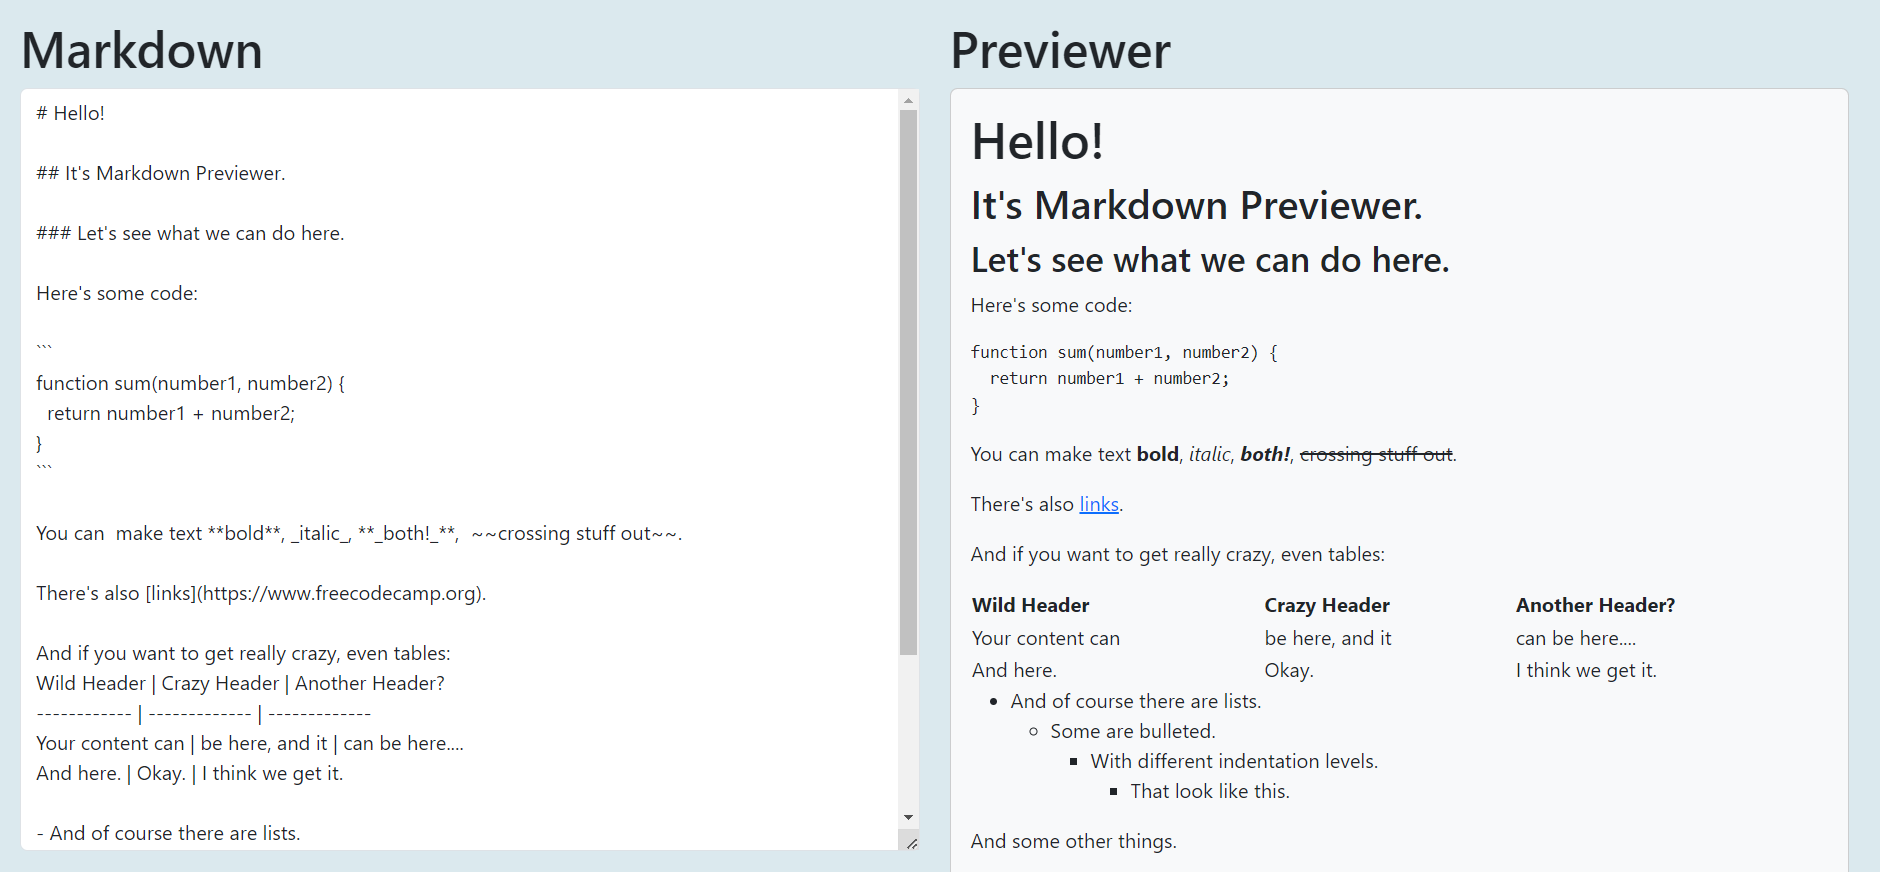 Markdown
# Hello!
## It's Markdown Previewer.
### Let's see what we can do here.
Here's some code:
```
function sum(number1, number2) {
  return number1 + number2;
}
```
You can  make text **bold**, _italic_, **_both!_**,  ~~crossing stuff out~~.
There's also [links](https://www.freecodecamp.org).
And if you want to get really crazy, even tables:
Wild Header | Crazy Header | Another Header?
------------ | ------------- | -------------
Your content can | be here, and it | can be here....
And here. | Okay. | I think we get it.
- And of course there are lists.
Previewer
Hello!
It's Markdown Previewer.
Let's see what we can do here.
Here's some code:
function sum(number1, number2) {
  return number1 + number2;
}
You can make text bold, italic, both!, crossing stuff out.
There's also links.
And if you want to get really crazy, even tables:
Wild Header Crazy Header Another Header?
Your content can be here, and it can be here....
And here. Okay. I think we get it.
And of course there are lists.
Some are bulleted.
With different indentation levels.
That look like this.
And some other things.